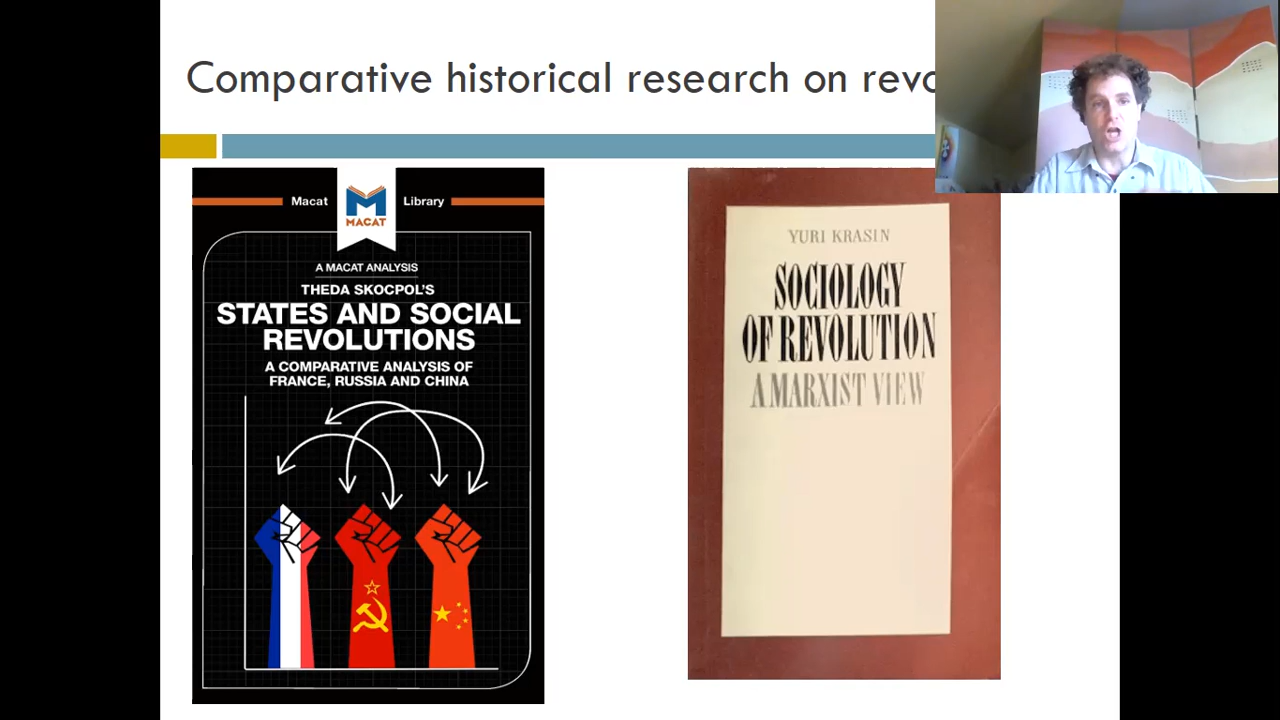 Comparative historical research on revo
Macat
MACAT
Library
A MACAT ANALYSIS
THEDA SKOCPOL'S
STATES AND SOCIAL
REVOLUTIONS
A COMPARATIVE ANALYSIS OF
FRANCE, RUSSIA AND CHINA
YURI KRASIN
SOCIOLOGY
OF REVOLUTION
A MARXIST VIEW